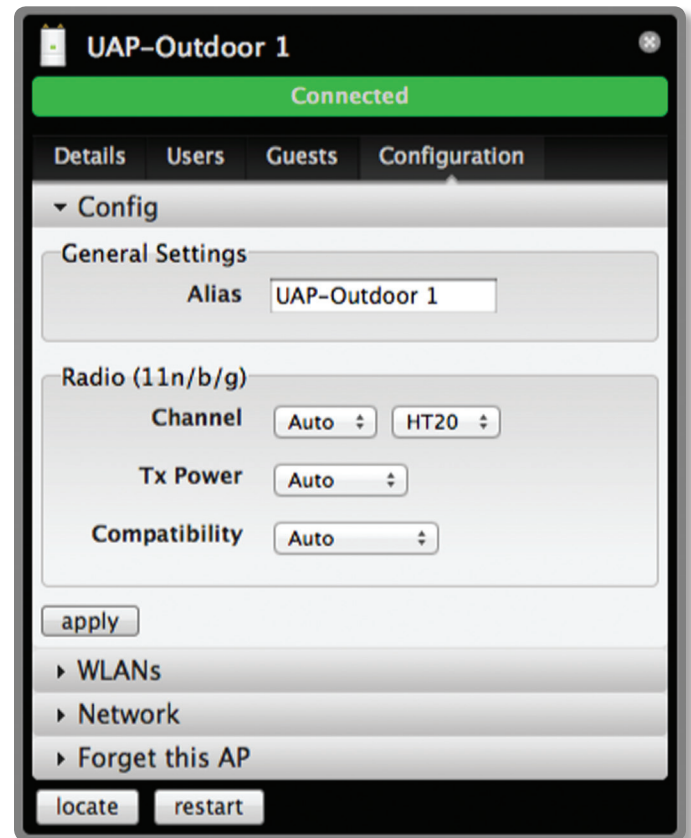 UAP-Outdoor 1
Connected
Details Users Guests Configuration
Config
General Settings
Alias UAP-Outdoor 1
Radio (11n/b/g)
Channel Auto HT20
Tx Power Auto
Compatibility Auto
apply
WLANs
Network
Forget this AP
locate restart